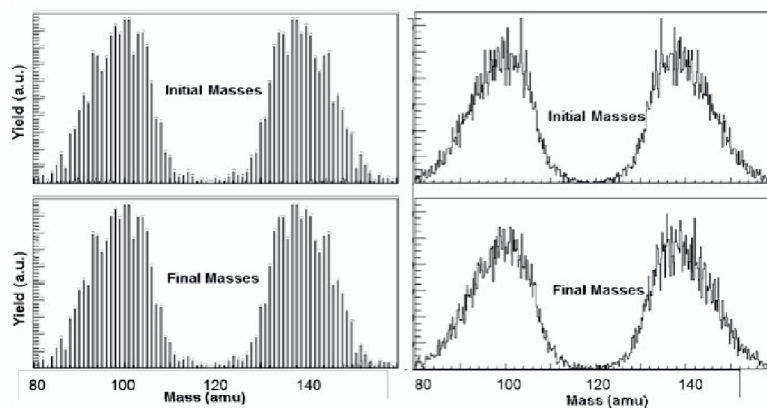 Yield (a.u.)
Initial Masses
Initial Masses
Yield (a.u.)
Final Masses
Final Masses
80 100 120 140
Mass (amu)
80 100 120 140
Mass (amu)